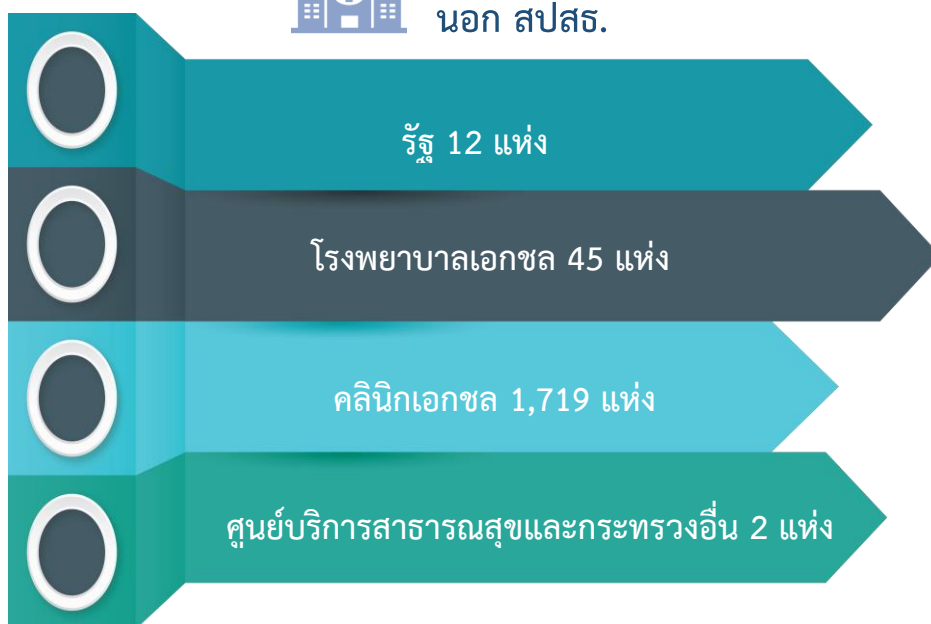 นอก สปสธ.
รัฐ 12 แห่ง
โรงพยาบาลเอกชล 45 แห่ง
คลินิกเอกชล 1,719 แห่ง
ศูนย์บริการสาธารณสุขและกระทรวงอื่น 2 แห่ง